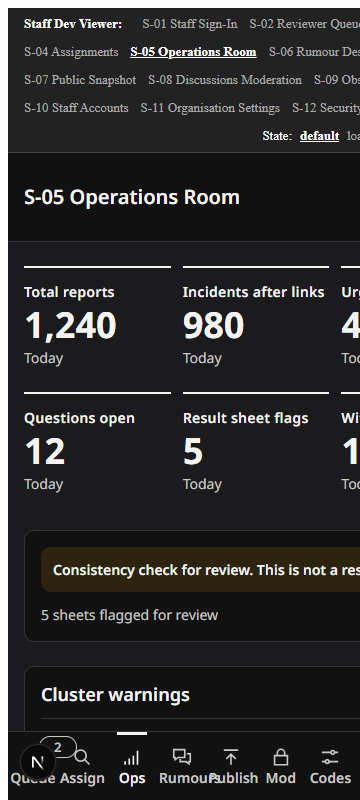 Staff Dev Viewer: S-01 Staff Sign-In S-02 Reviewer Queue
S-04 Assignments S-05 Operations Room S-06 Rumour
S-07 Public Snapshot S-08 Discussions Moderation S-09
S-10 Staff Accounts S-11 Organisation Settings S-12 Security
State: default
S-05 Operations Room
Total reports Incidents after links
1,240 980
Today Today
Questions open Result sheet flags
12 5
Today Today
Consistency check for review. This is not a
5 sheets flagged for review
Cluster warnings
N 2
Queue Assign Ops Rumours Publish Mod Codes